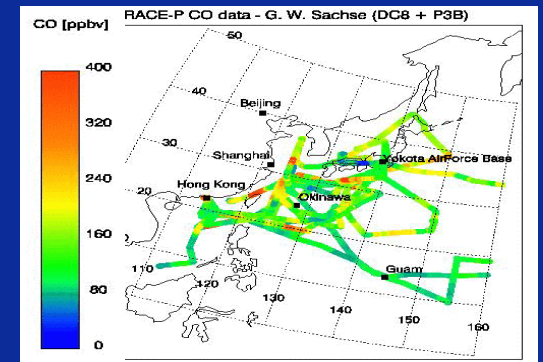 RACE-P CO data - G. W. Sachse (DC8 + P3B)
CO [ppbv]
400
320
240
160
80
0
50
40
30
20
110
120
130
140
150
160
Beijing
Shanghai
Yokota AirForce Base
Hong Kong
Okinawa
Guam